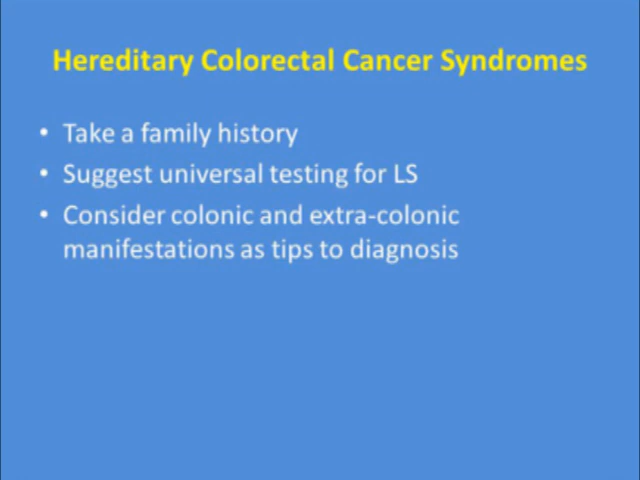 Hereditary Colorectal Cancer Syndromes
• Take a family history
• Suggest universal testing for LS
• Consider colonic and extra-colonic
manifestations as tips to diagnosis